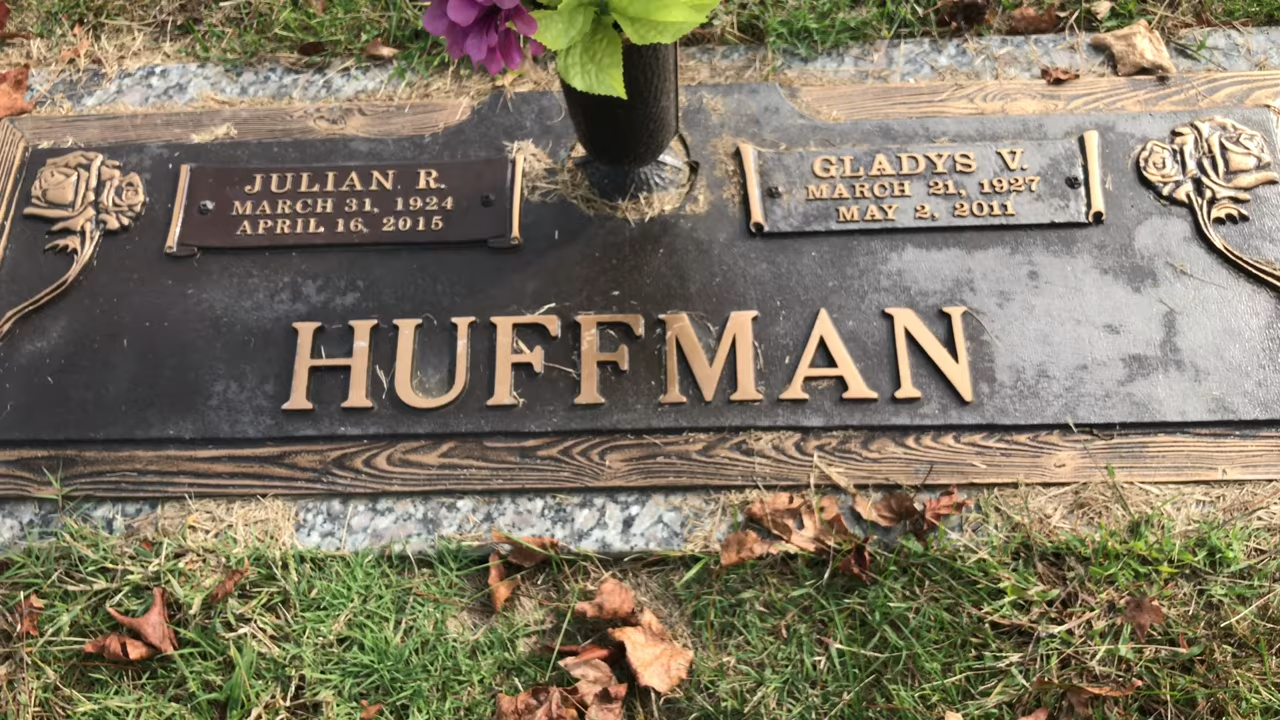 JULIAN R.
MARCH 31, 1924
APRIL 16, 2015
GLADYS V.
MARCH 21, 1927
MAY 2, 2011
HUFFMAN